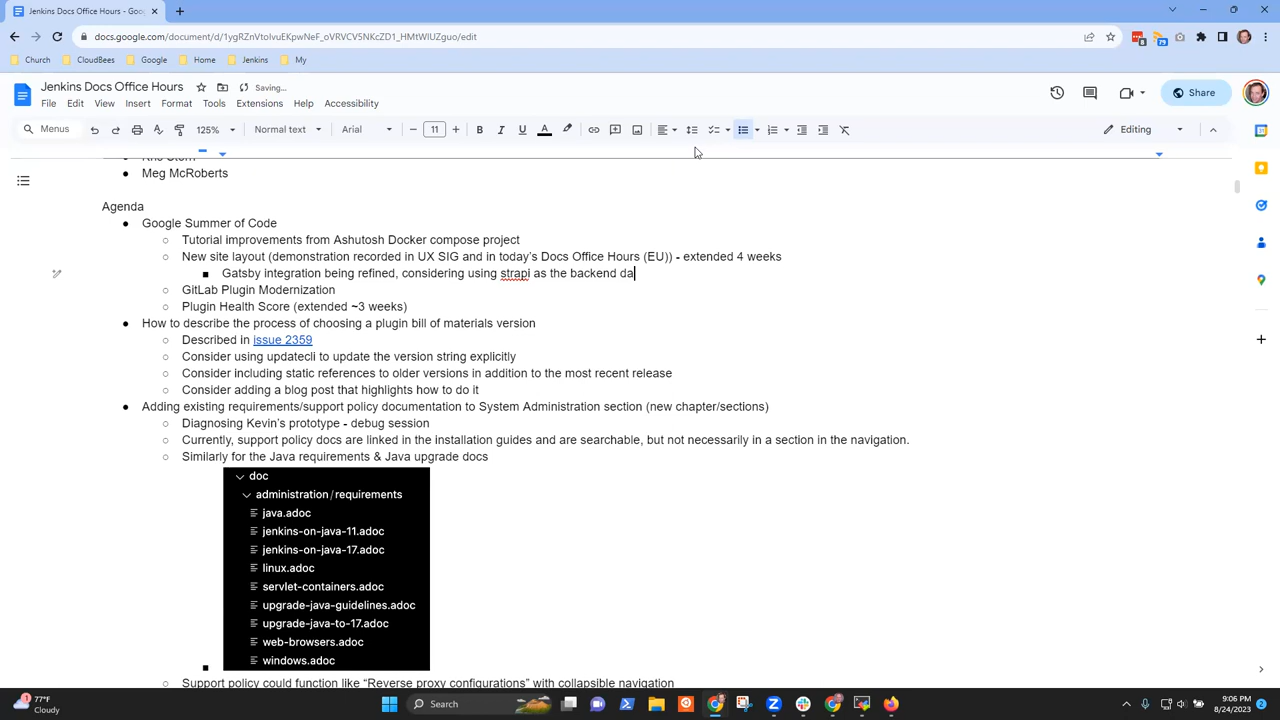 Jenkins Docs Office Hours - Goo
docs.google.com/document/d/1ygRZnVtoIvuEKpwNeF_oVRVCV5NKcZD1_HMtWIUZguo/edit
Church CloudBees Google Home Jenkins My
Jenkins Docs Office Hours Saving...
File Edit View Insert Format Tools Extensions Help Accessibility
Share
Menus 125% Normal text Arial 11 Editing
Meg McRoberts
Agenda
Google Summer of Code
Tutorial improvements from Ashutosh Docker compose project
New site layout (demonstration recorded in UX SIG and in today's Docs Office Hours (EU)) - extended 4 weeks
Gatsby integration being refined, considering using strapi as the backend da
GitLab Plugin Modernization
Plugin Health Score (extended ~3 weeks)
How to describe the process of choosing a plugin bill of materials version
Described in issue 2359
Consider using updatecli to update the version string explicitly
Consider including static references to older versions in addition to the most recent release
Consider adding a blog post that highlights how to do it
Adding existing requirements/support policy documentation to System Administration section (new chapter/sections)
Diagnosing Kevin's prototype - debug session
Currently, support policy docs are linked in the installation guides and are searchable, but not necessarily in a section in the navigation.
Similarly for the Java requirements & Java upgrade docs
doc
administration/requirements
java.adoc
jenkins-on-java-11.adoc
jenkins-on-java-17.adoc
linux.adoc
servlet-containers.adoc
upgrade-java-guidelines.adoc
upgrade-java-to-17.adoc
web-browsers.adoc
windows.adoc
Support policy could function like "Reverse proxy configurations" with collapsible navigation
77°F
Cloudy
Search
9:06 PM
8/24/2023